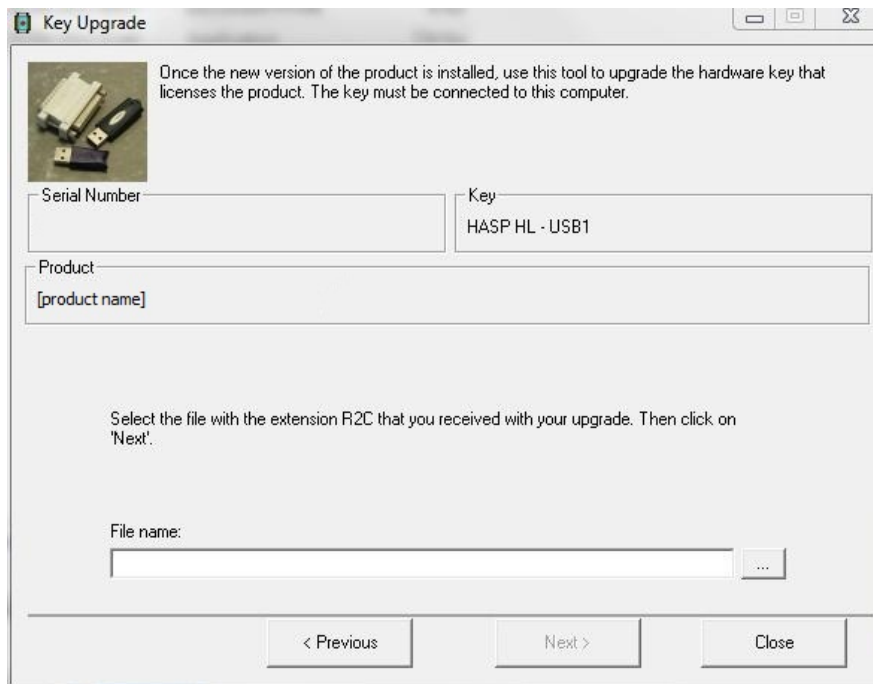 Key Upgrade
Once the new version of the product is installed, use this tool to upgrade the hardware key that
licenses the product. The key must be connected to this computer.
Serial Number
Key
HASP HL - USB1
Product
[product name]
Select the file with the extension R2C that you received with your upgrade. Then click on
'Next'.
File name:
...
< Previous
Next >
Close